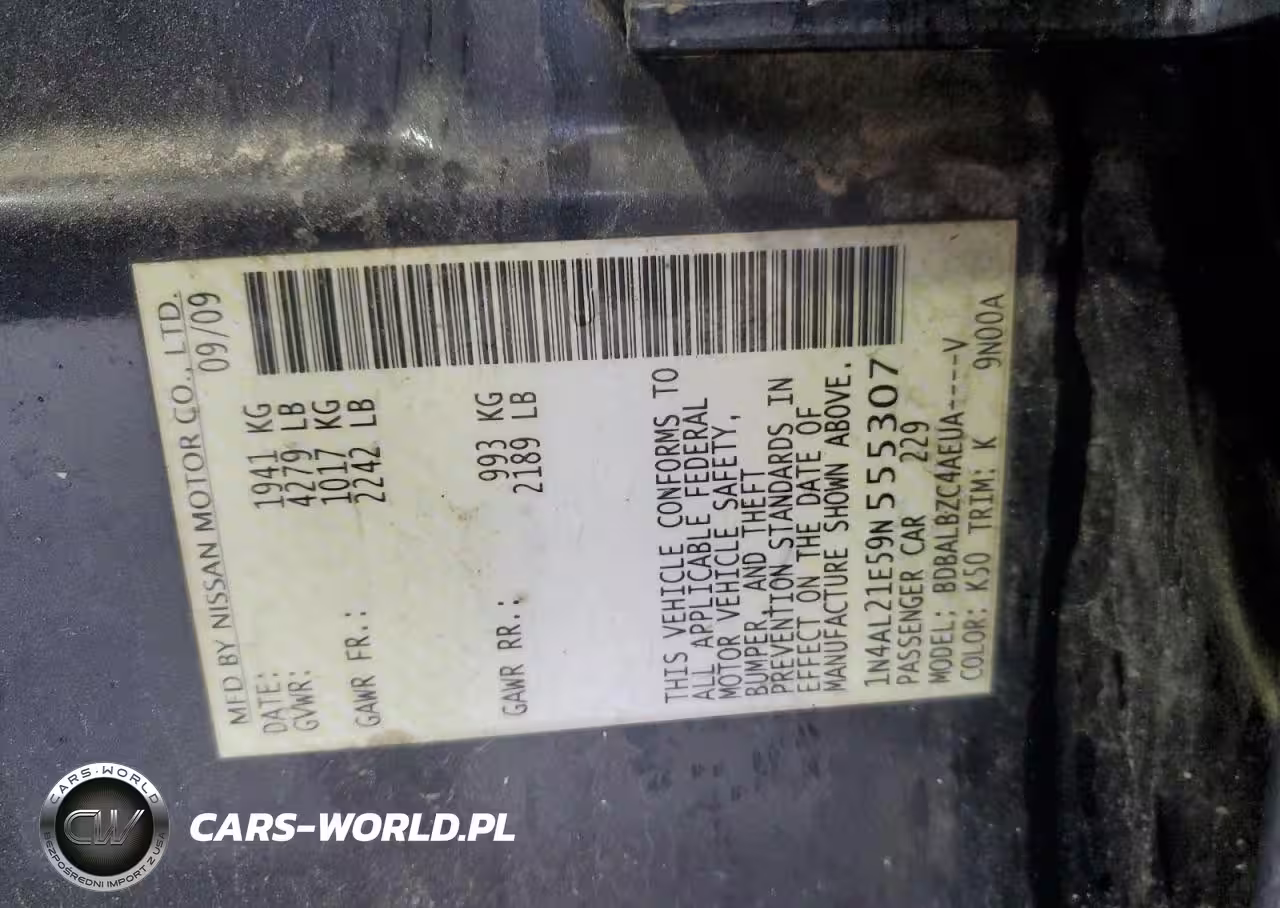 MFD BY NISSAN MOTOR CO., LTD.
DATE: 09/09
GVWR: 1941 KG
4279 LB
GAWR FR.: 1017 KG
2242 LB
GAWR RR.: 993 KG
2189 LB
THIS VEHICLE CONFORMS TO
ALL APPLICABLE FEDERAL
MOTOR VEHICLE SAFETY,
BUMPER, AND THEFT
PREVENTION STANDARDS IN
EFFECT ON THE DATE OF
MANUFACTURE SHOWN ABOVE.
1N4AL21E59N555307
PASSENGER CAR 229
MODEL: BDBALBZC4AEUA----V
COLOR: K50 TRIM: K 9N00A
CARS-WORLD
CW
BEZPOŚREDNI IMPORT Z USA
CARS-WORLD.PL